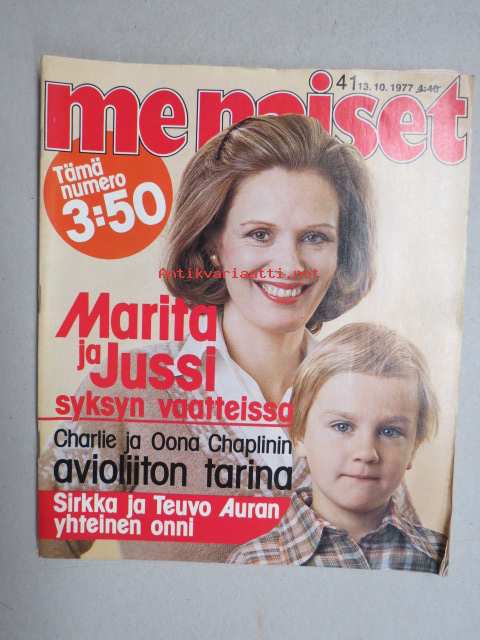 41 13. 10. 1977 4:40
me naiset
Tämä
numero
3:50
Antikvariaatti.net
Marita
ja Jussi
syksyn vaatteissa
Charlie ja Oona Chaplinin
avioliiton tarina
Sirkka ja Teuvo Auran
yhteinen onni